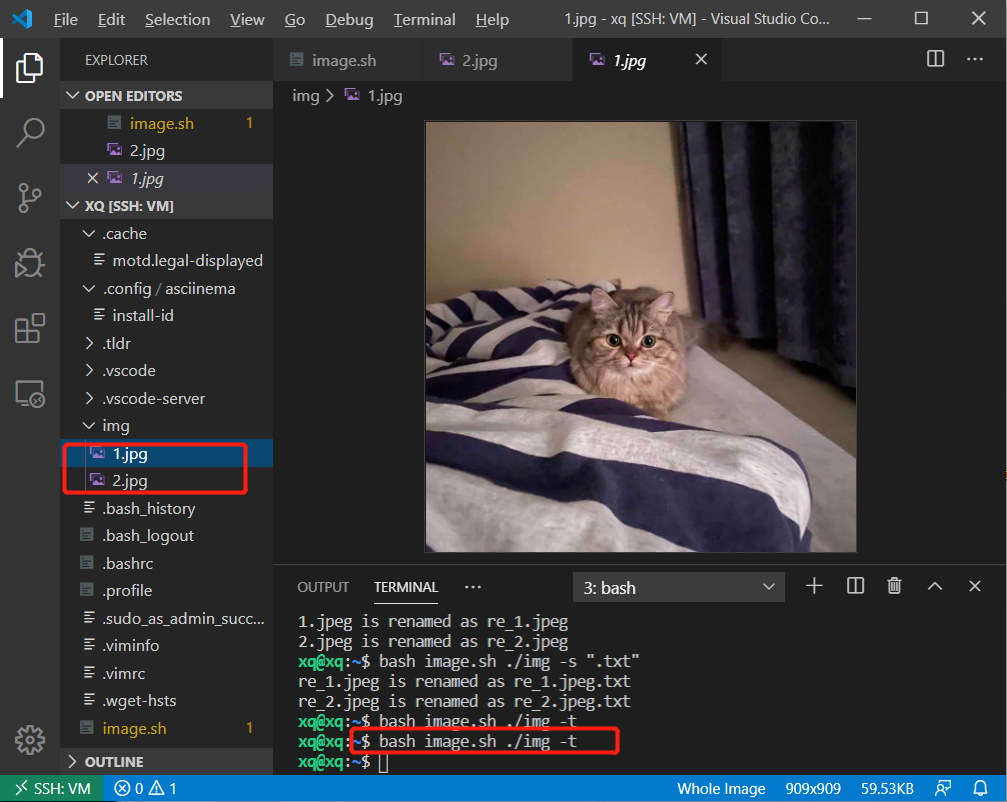 File Edit Selection View Go Debug Terminal Help 1.jpg - xq [SSH: VM] - Visual Studio Co...
EXPLORER
image.sh 2.jpg 1.jpg
OPEN EDITORS
img > 1.jpg
image.sh 1
2.jpg
1.jpg
XQ [SSH: VM]
.cache
motd.legal-displayed
.config / asciinema
install-id
.tldr
.vscode
.vscode-server
img
1.jpg
2.jpg
.bash_history
.bash_logout
.bashrc
.profile
.sudo_as_admin_succ...
.viminfo
.vimrc
.wget-hsts
image.sh 1
OUTLINE
OUTPUT TERMINAL ... 3: bash
1.jpeg is renamed as re_1.jpeg
2.jpeg is renamed as re_2.jpeg
xq@xq:~$ bash image.sh ./img -s ".txt"
re_1.jpeg is renamed as re_1.jpeg.txt
re_2.jpeg is renamed as re_2.jpeg.txt
xq@xq:~$ bash image.sh ./img -t
xq@xq:~$ bash image.sh ./img -t
xq@xq:~$
SSH: VM 0 1 Whole Image 909x909 59.53KB